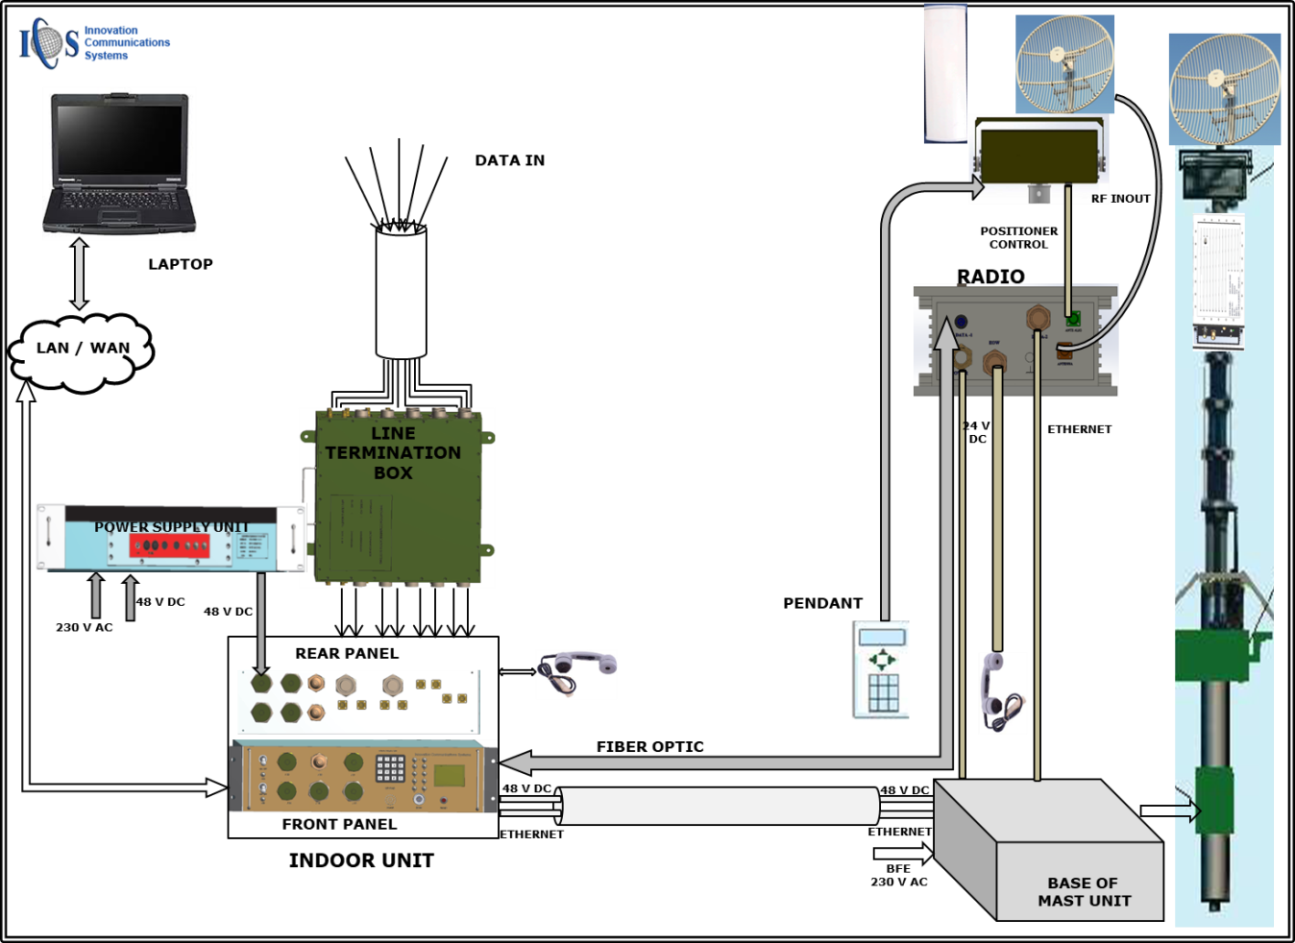 ICS
Innovation
Communications
Systems
DATA IN
LAPTOP
LAN / WAN
LINE
TERMINATION
BOX
POWER SUPPLY UNIT
230 V AC
48 V DC
48 V DC
REAR PANEL
FRONT PANEL
INDOOR UNIT
FIBER OPTIC
48 V DC
ETHERNET
48 V DC
ETHERNET
BFE
230 V AC
BASE OF
MAST UNIT
PENDANT
RF INOUT
POSITIONER
CONTROL
RADIO
24 V
DC
ETHERNET